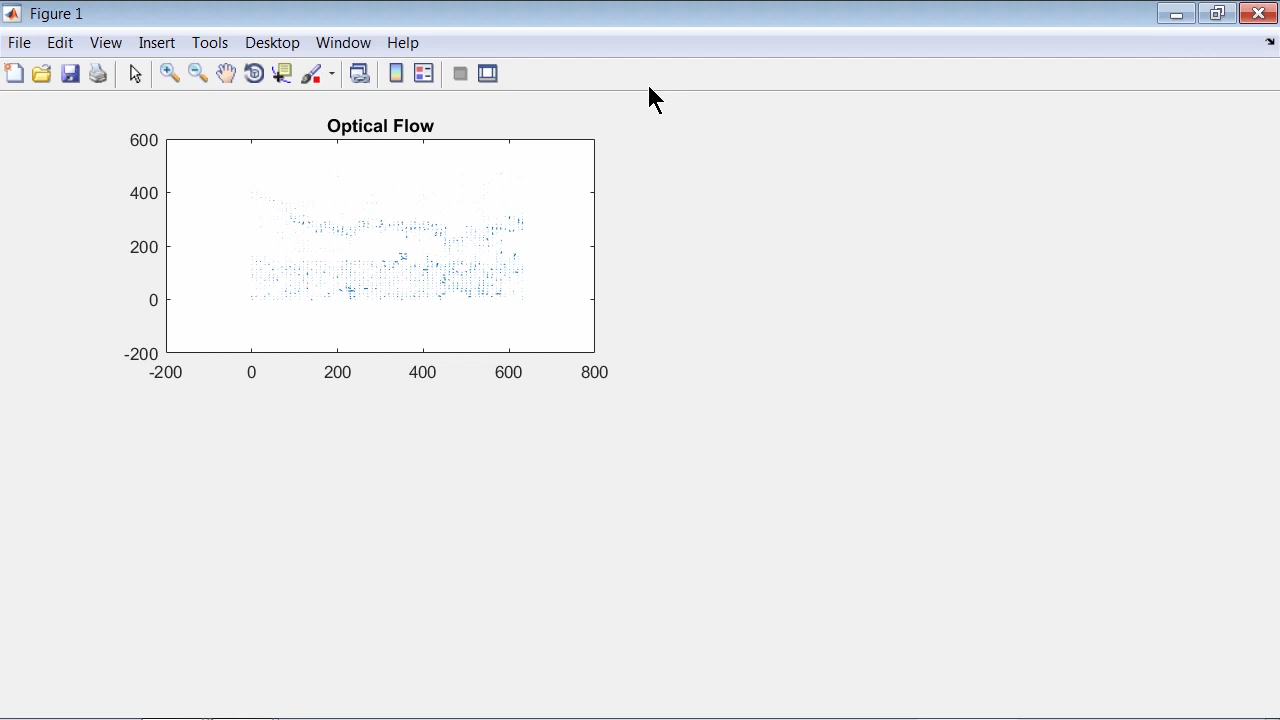 Figure 1
File Edit View Insert Tools Desktop Window Help
Optical Flow
600
400
200
0
-200
-200 0 200 400 600 800